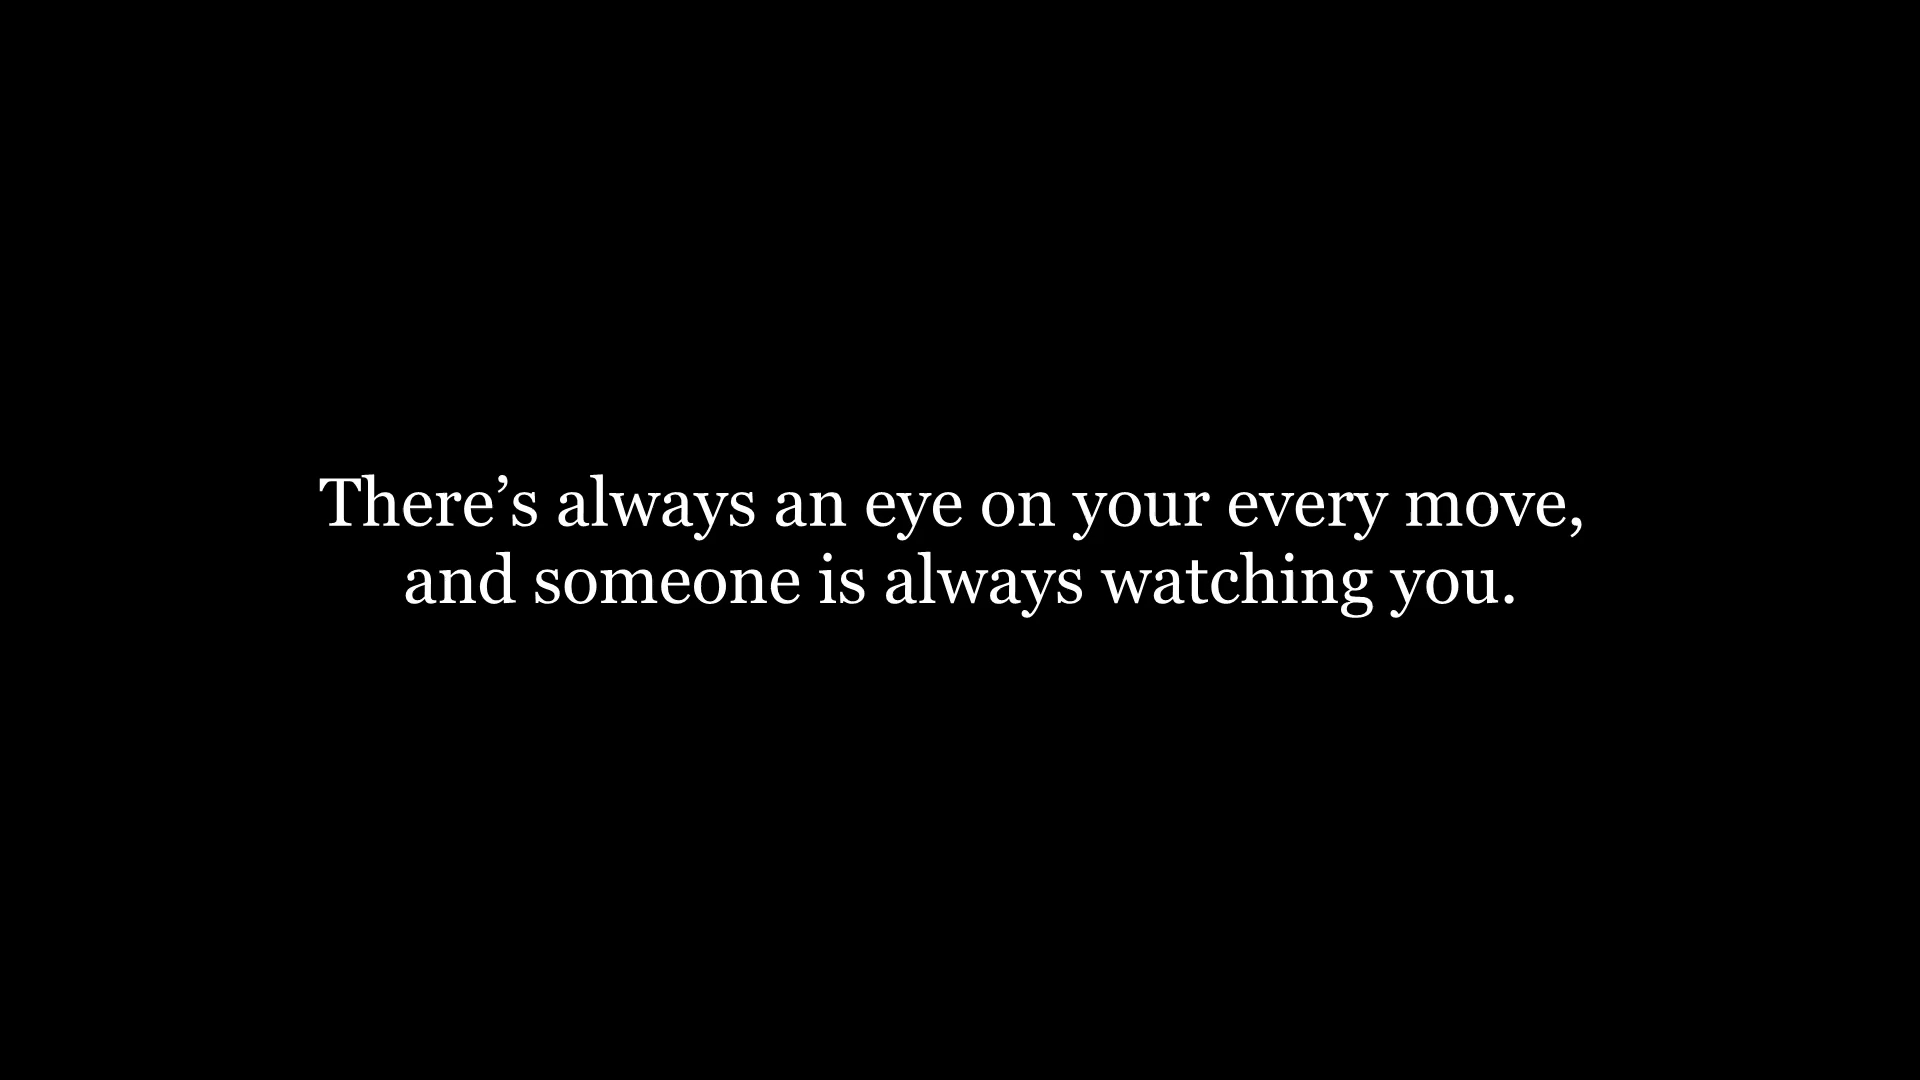 There’s always an eye on your every move,
and someone is always watching you.